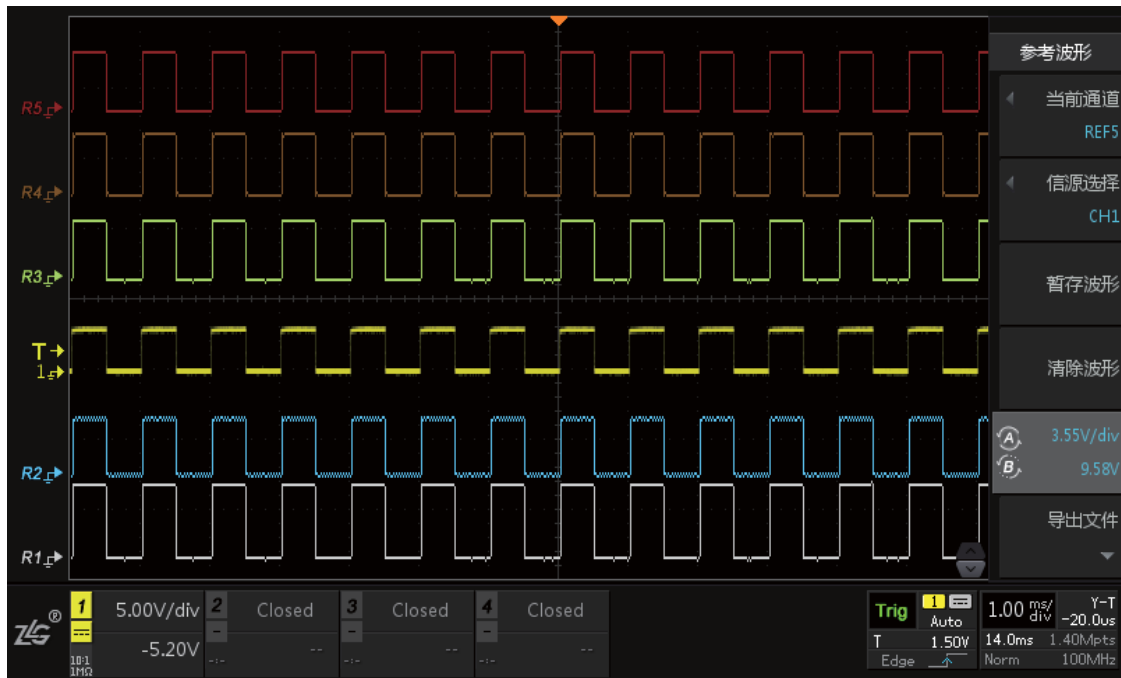 参考波形
当前通道
REF5
信源选择
CH1
暂存波形
清除波形
A 3.55V/div
B 9.58V
导出文件
R5
R4
R3
T
1
R2
R1
ZLG®
1 5.00V/div
-5.20V
10:1
1MΩ
2 Closed
-:- --
3 Closed
-:- --
4 Closed
-:- --
Trig 1 Auto
T 1.50V
Edge
1.00 ms/div Y-T
-20.0us
14.0ms 1.40Mpts
Norm 100MHz